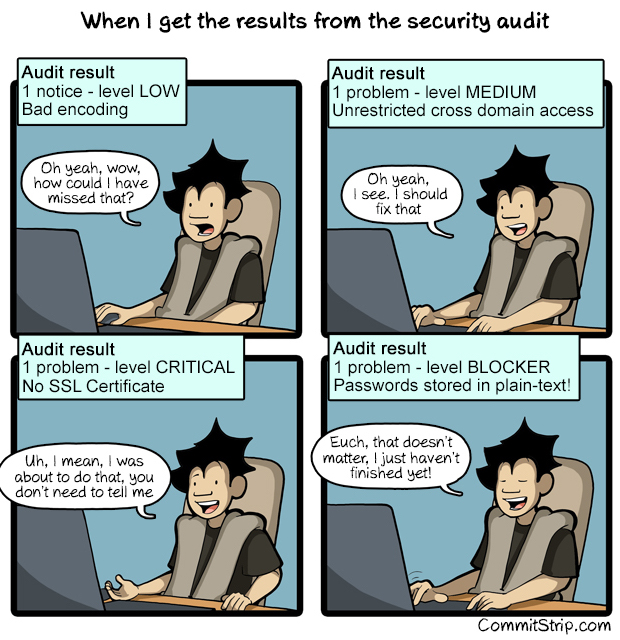 When I get the results from the security audit
Audit result
1 notice - level LOW
Bad encoding
Oh yeah, wow,
how could I have
missed that?
Audit result
1 problem - level MEDIUM
Unrestricted cross domain access
Oh yeah,
I see. I should
fix that
Audit result
1 problem - level CRITICAL
No SSL Certificate
Uh, I mean, I was
about to do that, you
don't need to tell me
Audit result
1 problem - level BLOCKER
Passwords stored in plain-text!
Euch, that doesn't
matter, I just haven't
finished yet!
CommitStrip.com